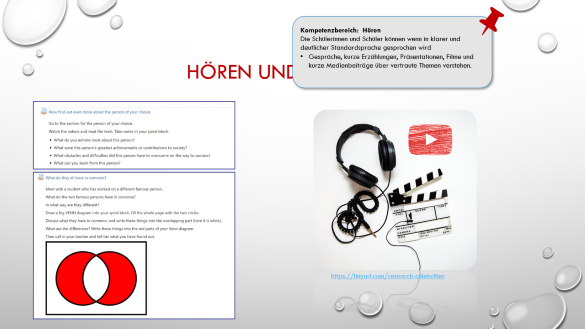 Kompetenzbereich: Hören
Die Schülerinnen und Schüler können wenn in klarer und
deutlicher Standardsprache gesprochen wird
• Gespräche, kurze Erzählungen, Präsentationen, Filme und
kurze Medienbeiträge über vertraute Themen verstehen.
HÖREN UND
Now find out even more about the person of your choice
Go to the section for the person of your choice.
Watch the videos and read the texts. Take notes in your spiral block.
• What do you admire most about this person?
• What were this person's greatest achievements or contributions to society?
• What obstacles and difficulties did this person have to overcome on the way to success?
• What can you learn from this person?
What do they all have in common?
Meet with a student who has worked on a different famous person.
What do the two famous persons have in common?
In what way are they different?
Draw a big VENN diagram into your spiral block. Fill the whole page with the two circles.
Discuss what they have in common and write these things into the overlapping part (here it is white).
What are the differences? Write these things into the red parts of your Venn diagram.
Then call in your teacher and tell her what you have found out.
https://tinyurl.com/research-celebrities